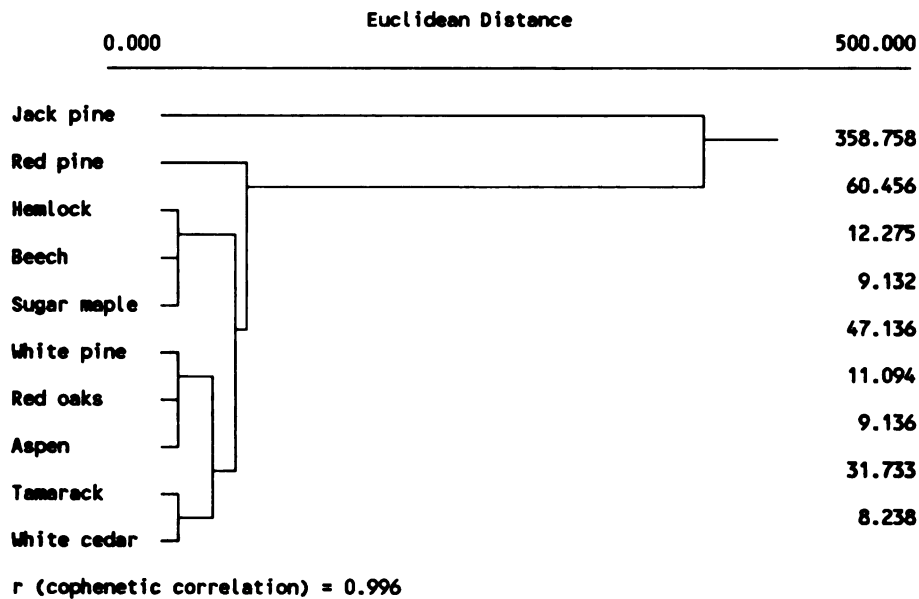 Euclidean Distance
0.000 500.000
Jack pine
358.758
Red pine
60.456
Hemlock
12.275
Beech
9.132
Sugar maple
47.136
White pine
11.094
Red oaks
9.136
Aspen
31.733
Tamarack
8.238
White cedar
r (cophenetic correlation) = 0.996